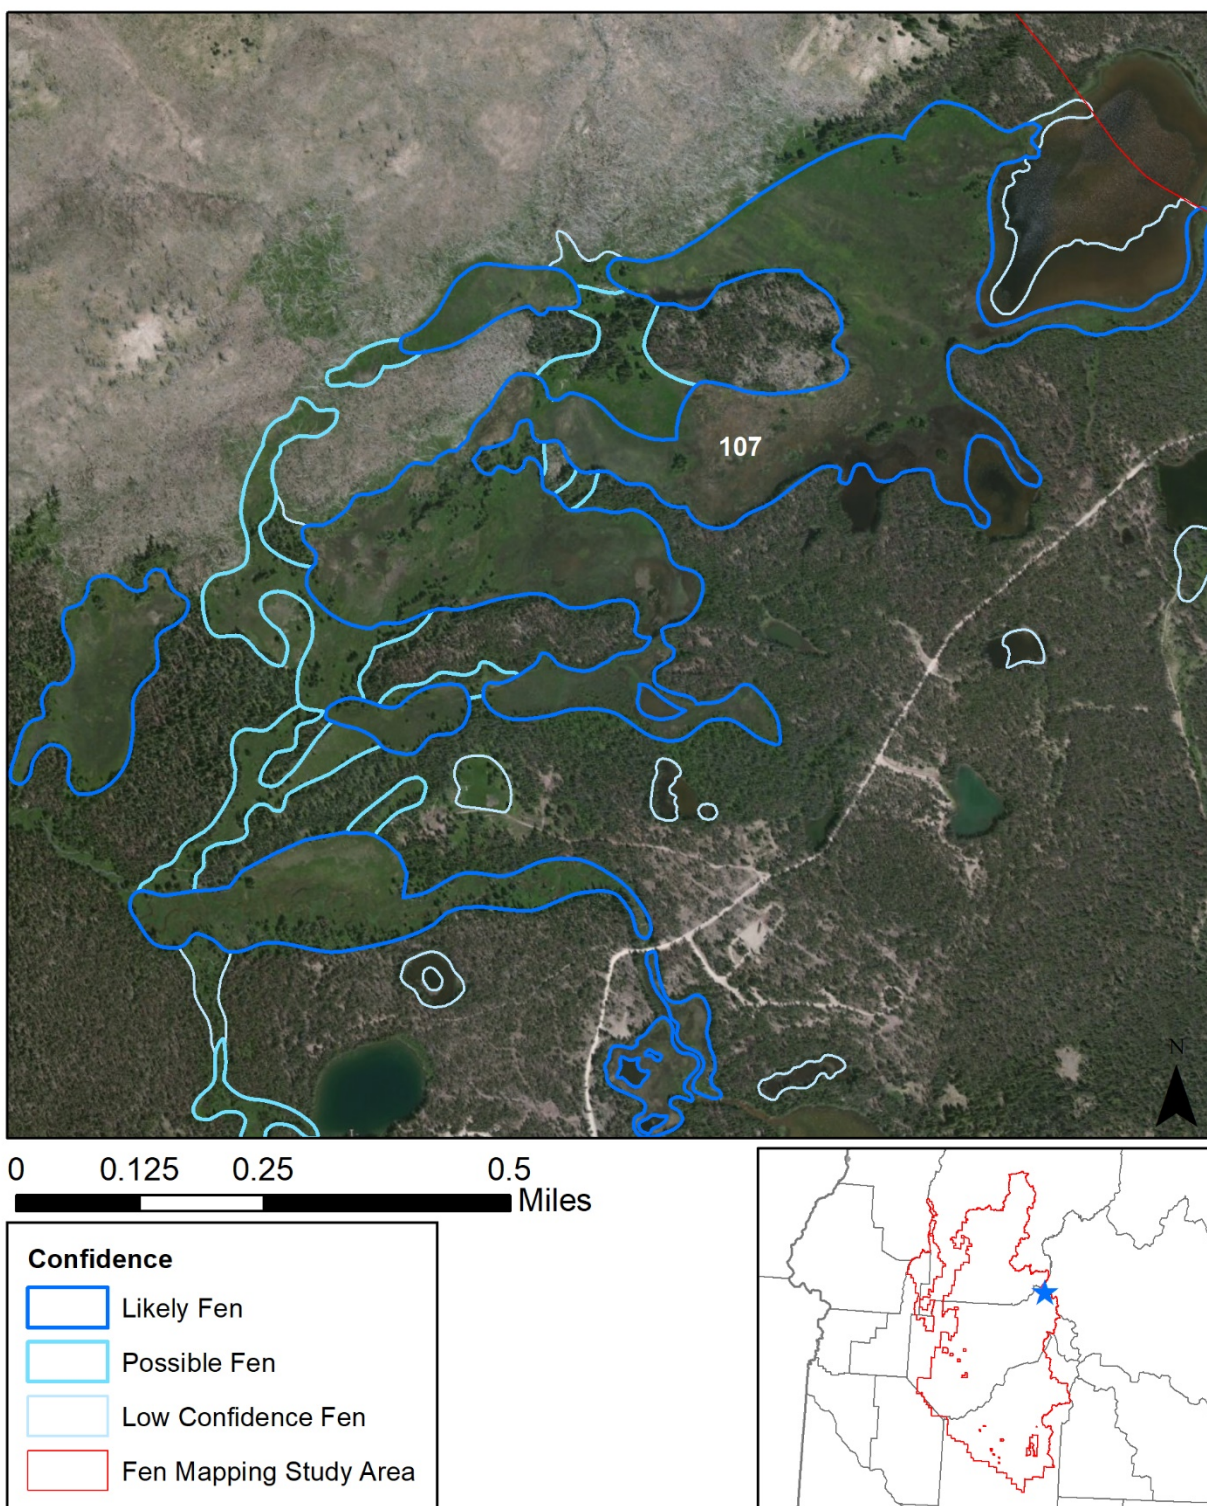 107
N
0 0.125 0.25 0.5
Miles
Confidence
Likely Fen
Possible Fen
Low Confidence Fen
Fen Mapping Study Area